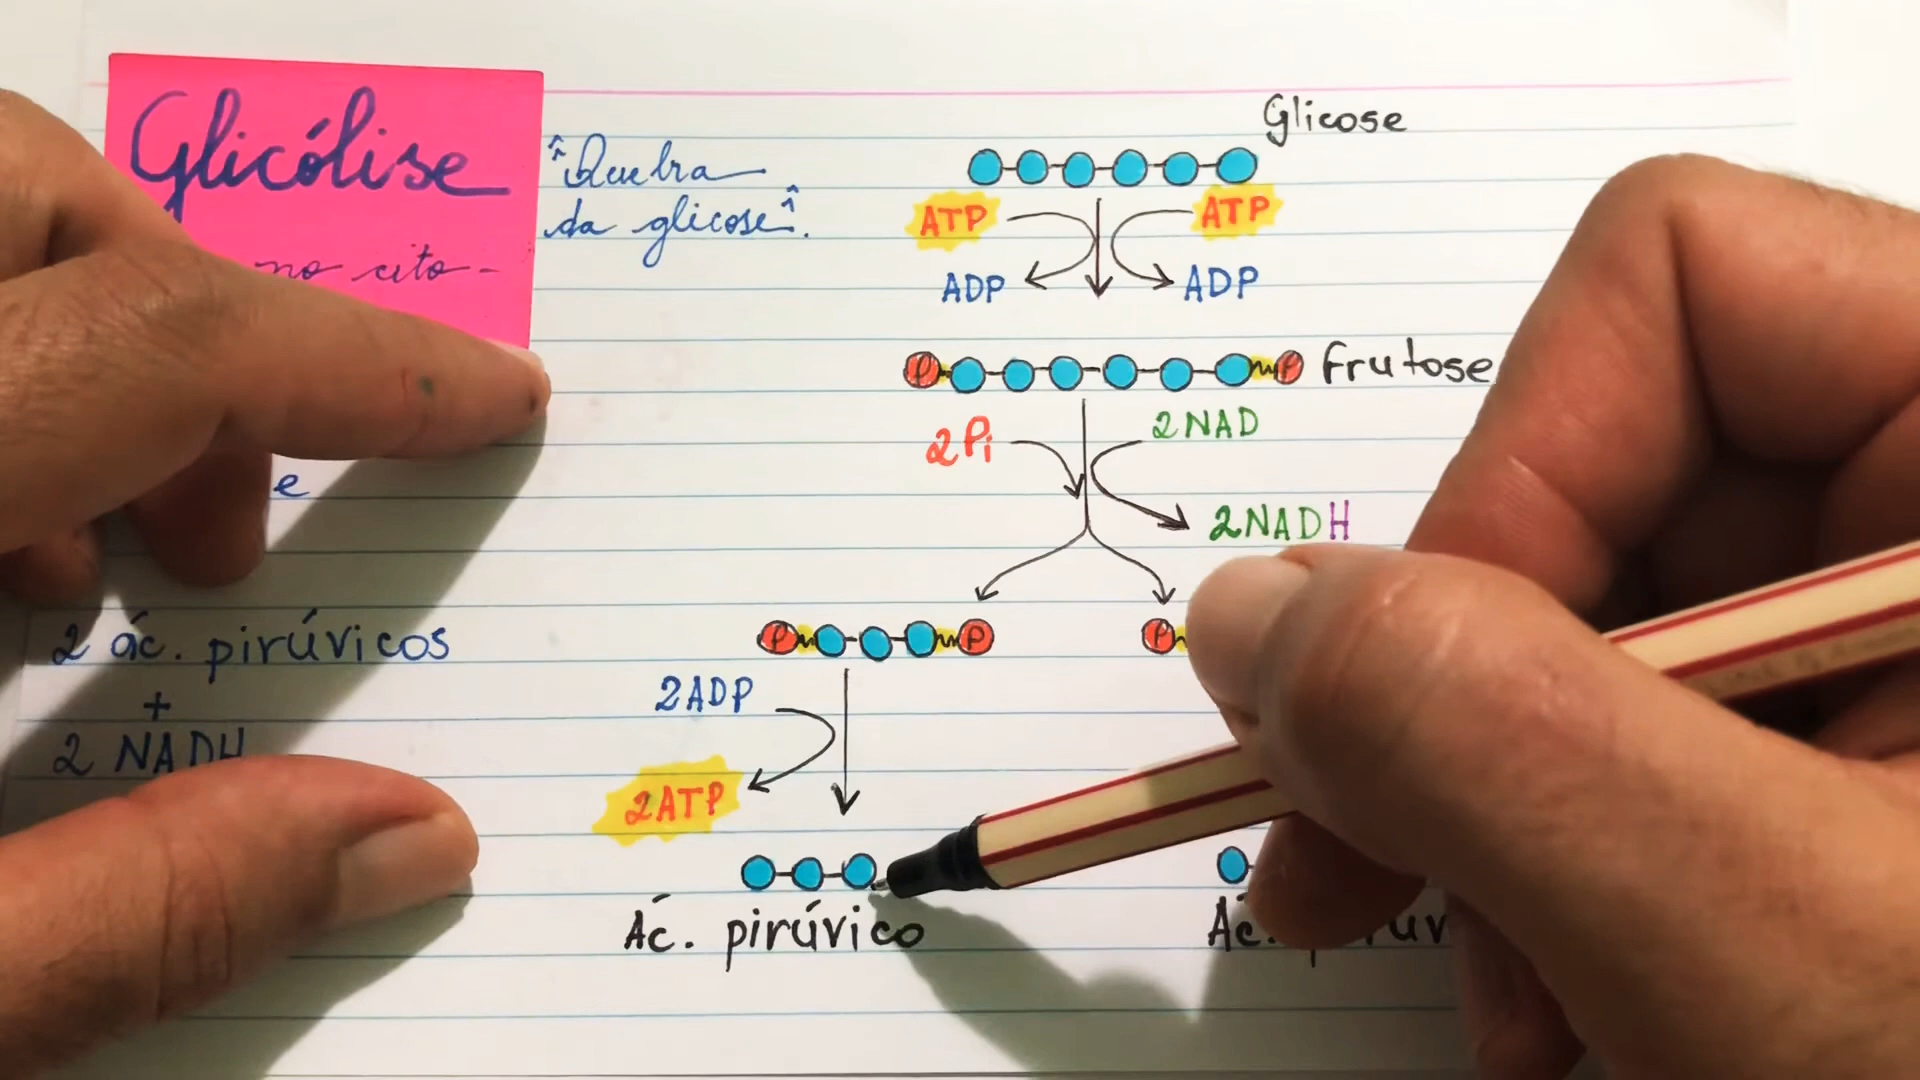 Glicólise
no cito-
"Quebra
da glicose".
e
2 ác. pirúvicos
+
2 NADH
Glicose
ATP ATP
ADP ADP
P P Frutose
2Pi 2NAD
2NADH
P P P
2ADP
2ATP
Ác. pirúvico Ác.